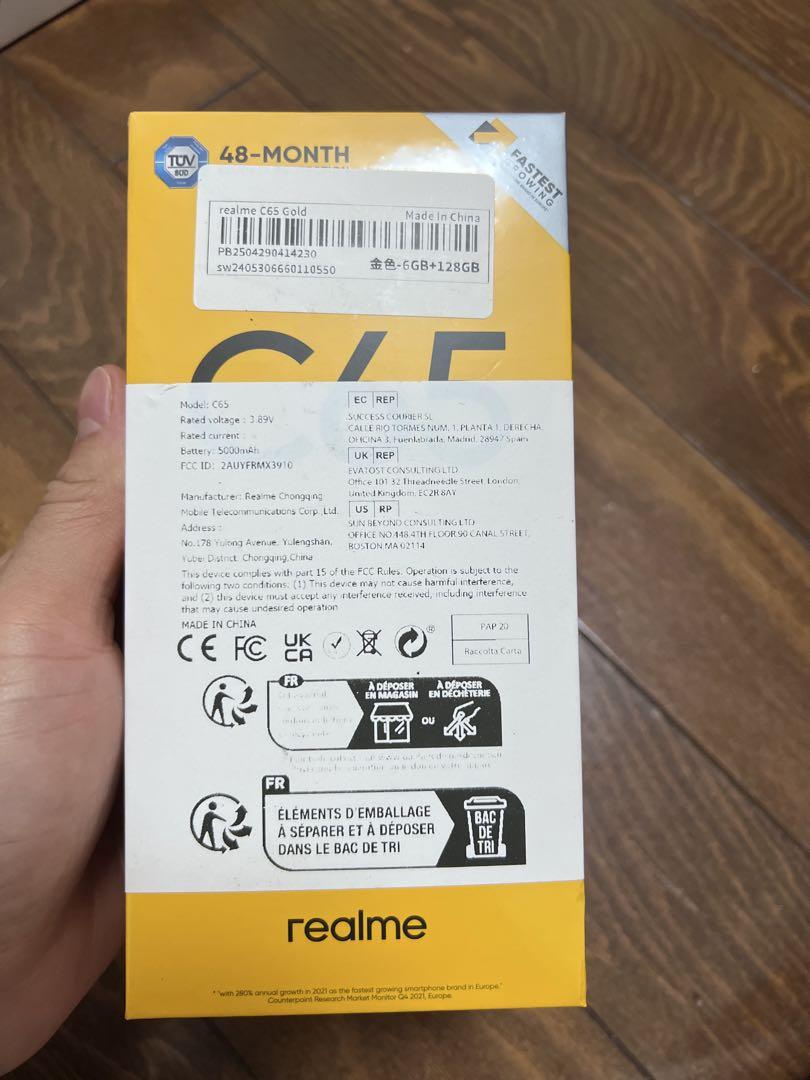 TÜV
SÜD
48-MONTH
FASTEST
GROWING
realme C65 Gold
Made In China
PB2504290414230
sw2405306660110550
金色-6GB+128GB
C65
Model: C65
Rated voltage : 3.89V
Rated current :
Battery: 5000mAh
FCC ID: 2AUYFRMX3910
Manufacturer: Realme Chongqing
Mobile Telecommunications Corp.,Ltd.
Address :
No.178 Yulong Avenue, Yulengshan,
Yubei District, Chongqing,China
EC REP
SUCCESS COURIER SL
CALLE RIO TORMES NUM. 1, PLANTA 1, DERECHA,
OFICINA 3, Fuenlabrada, Madrid, 28947 Spain
UK REP
EVATOST CONSULTING LTD
Office 101 32 Threadneedle Street, London,
United Kingdom, EC2R 8AY
US RP
SUN BEYOND CONSULTING LTD
OFFICE NO.448,4TH FLOOR,90 CANAL STREET,
BOSTON MA 02114
This device complies with part 15 of the FCC Rules. Operation is subject to the
following two conditions: (1) This device may not cause harmful interference,
and (2) this device must accept any interference received, including interference
that may cause undesired operation
MADE IN CHINA
CE FC UK
CA
®
PAP 20
Raccolta Carta
FR
À DÉPOSER
EN MAGASIN
OU
À DÉPOSER
EN DÉCHÈTERIE
FR
ÉLÉMENTS D'EMBALLAGE
À SÉPARER ET À DÉPOSER
DANS LE BAC DE TRI
BAC
DE
TRI
realme
* "with 280% annual growth in 2021 as the fastest growing smartphone brand in Europe."
Counterpoint Research Market Monitor Q4 2021, Europe.